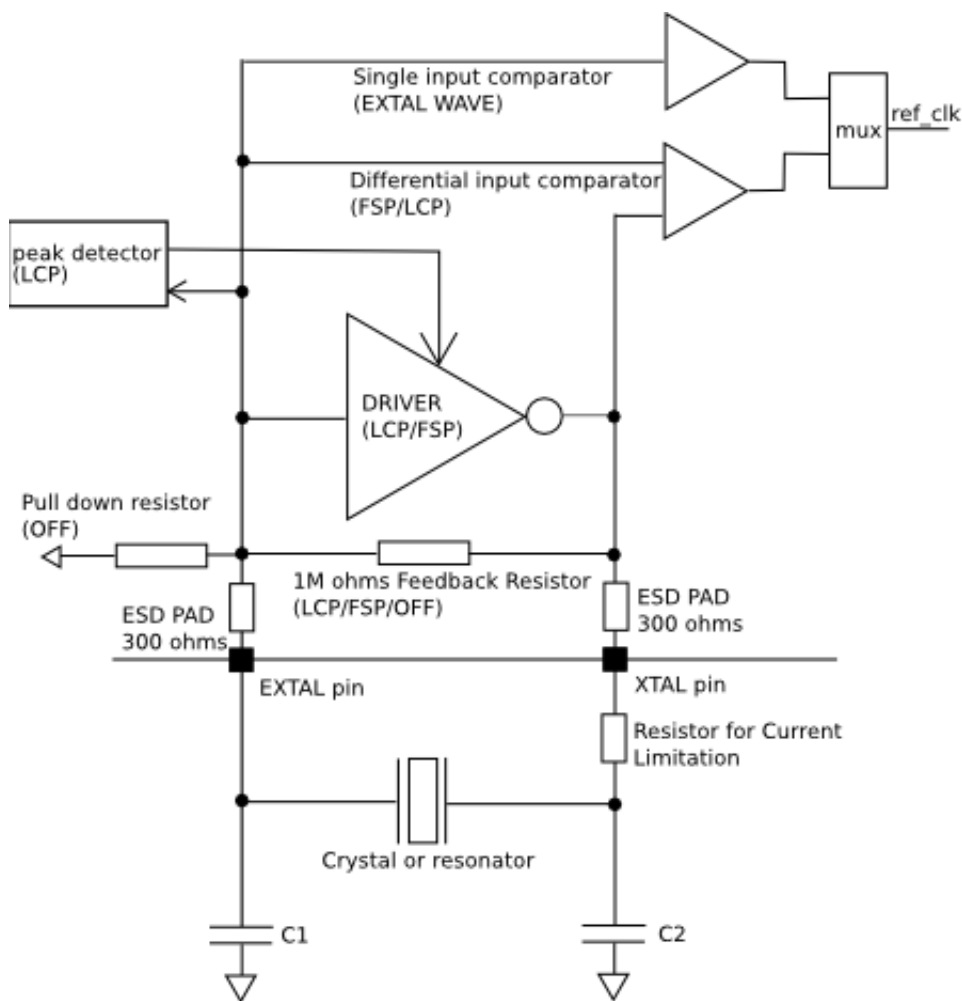 Single input comparator
(EXTAL WAVE)
ref_clk
mux
Differential input comparator
(FSP/LCP)
peak detector
(LCP)
DRIVER
(LCP/FSP)
Pull down resistor
(OFF)
1M ohms Feedback Resistor
(LCP/FSP/OFF)
ESD PAD
300 ohms
ESD PAD
300 ohms
EXTAL pin
XTAL pin
Resistor for Current
Limitation
Crystal or resonator
C1
C2